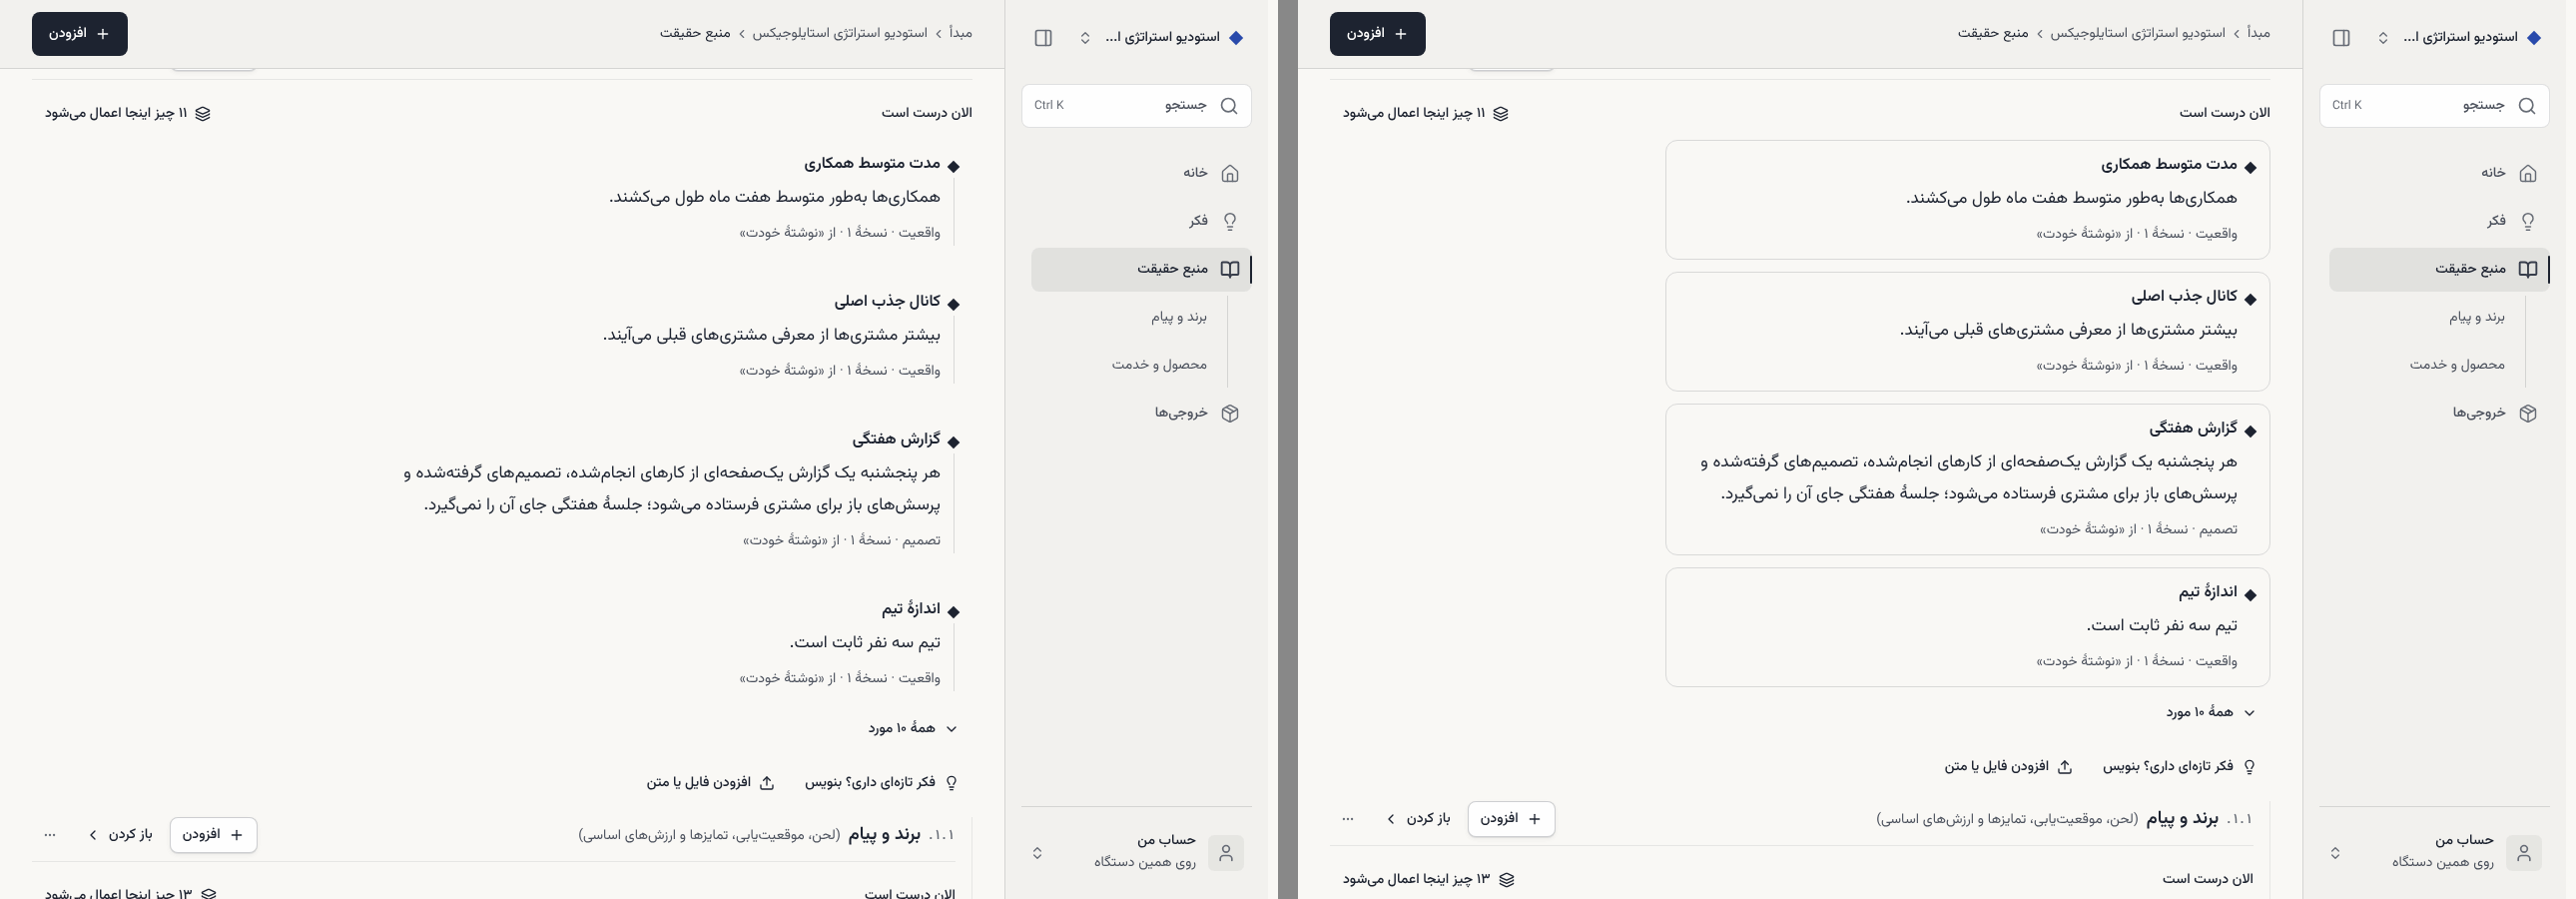 استودیو استراتژی ا...
جستجو
Ctrl K
خانه
فکر
منبع حقیقت
برند و پیام
محصول و خدمت
خروجی‌ها
حساب من
روی همین دستگاه
مبدأ › استودیو استراتژی استایلوجیکس › منبع حقیقت
افزودن
الان درست است
۱۱ چیز اینجا اعمال می‌شود
مدت متوسط همکاری
همکاری‌ها به‌طور متوسط هفت ماه طول می‌کشند.
واقعیت · نسخهٔ ۱ · از «نوشتهٔ خودت»
کانال جذب اصلی
بیشتر مشتری‌ها از معرفی مشتری‌های قبلی می‌آیند.
واقعیت · نسخهٔ ۱ · از «نوشتهٔ خودت»
گزارش هفتگی
هر پنجشنبه یک گزارش یک‌صفحه‌ای از کارهای انجام‌شده، تصمیم‌های گرفته‌شده و
پرسش‌های باز برای مشتری فرستاده می‌شود؛ جلسهٔ هفتگی جای آن را نمی‌گیرد.
تصمیم · نسخهٔ ۱ · از «نوشتهٔ خودت»
اندازهٔ تیم
تیم سه نفر ثابت است.
واقعیت · نسخهٔ ۱ · از «نوشتهٔ خودت»
همهٔ ۱۰ مورد
فکر تازه‌ای داری؟ بنویس
افزودن فایل یا متن
۱.۱. برند و پیام (لحن، موقعیت‌یابی، تمایزها و ارزش‌های اساسی)
افزودن
باز کردن
...
الان درست است
۱۳ چیز اینجا اعمال می‌شود
استودیو استراتژی ا...
جستجو
Ctrl K
خانه
فکر
منبع حقیقت
برند و پیام
محصول و خدمت
خروجی‌ها
حساب من
روی همین دستگاه
مبدأ › استودیو استراتژی استایلوجیکس › منبع حقیقت
افزودن
الان درست است
۱۱ چیز اینجا اعمال می‌شود
مدت متوسط همکاری
همکاری‌ها به‌طور متوسط هفت ماه طول می‌کشند.
واقعیت · نسخهٔ ۱ · از «نوشتهٔ خودت»
کانال جذب اصلی
بیشتر مشتری‌ها از معرفی مشتری‌های قبلی می‌آیند.
واقعیت · نسخهٔ ۱ · از «نوشتهٔ خودت»
گزارش هفتگی
هر پنجشنبه یک گزارش یک‌صفحه‌ای از کارهای انجام‌شده، تصمیم‌های گرفته‌شده و
پرسش‌های باز برای مشتری فرستاده می‌شود؛ جلسهٔ هفتگی جای آن را نمی‌گیرد.
تصمیم · نسخهٔ ۱ · از «نوشتهٔ خودت»
اندازهٔ تیم
تیم سه نفر ثابت است.
واقعیت · نسخهٔ ۱ · از «نوشتهٔ خودت»
همهٔ ۱۰ مورد
فکر تازه‌ای داری؟ بنویس
افزودن فایل یا متن
۱.۱. برند و پیام (لحن، موقعیت‌یابی، تمایزها و ارزش‌های اساسی)
افزودن
باز کردن
...
الان درست است
۱۳ چیز اینجا اعمال می‌شود